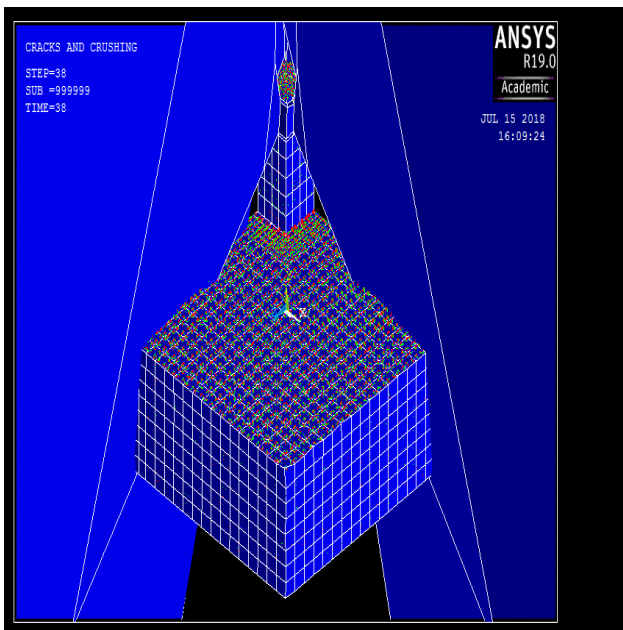 CRACKS AND CRUSHING
STEP=38
SUB =999999
TIME=38
ANSYS
R19.0
Academic
JUL 15 2018
16:09:24
X